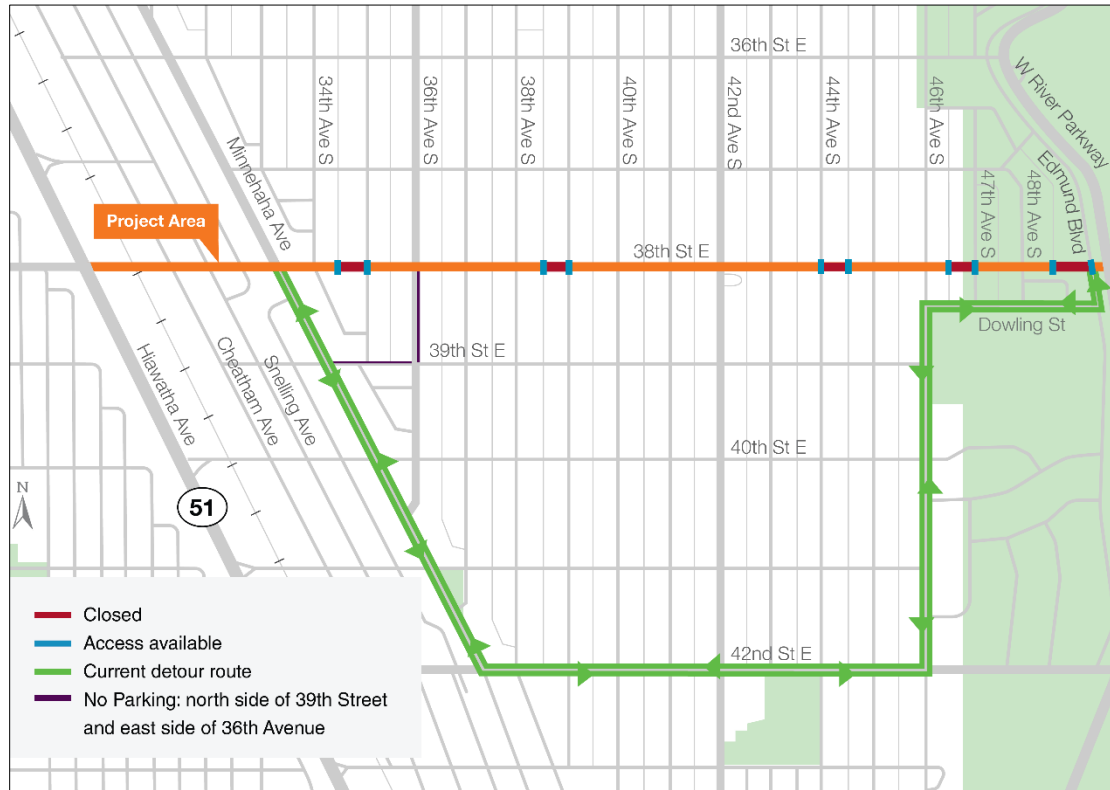 36th St E
W River Parkway
34th Ave S
36th Ave S
38th Ave S
40th Ave S
42nd Ave S
44th Ave S
46th Ave S
Minnehaha Ave
Edmund Blvd
47th Ave S
48th Ave S
Project Area
38th St E
Dowling St
39th St E
Hiawatha Ave
Cheatham Ave
Snelling Ave
40th St E
N
51
42nd St E
Closed
Access available
Current detour route
No Parking: north side of 39th Street
and east side of 36th Avenue